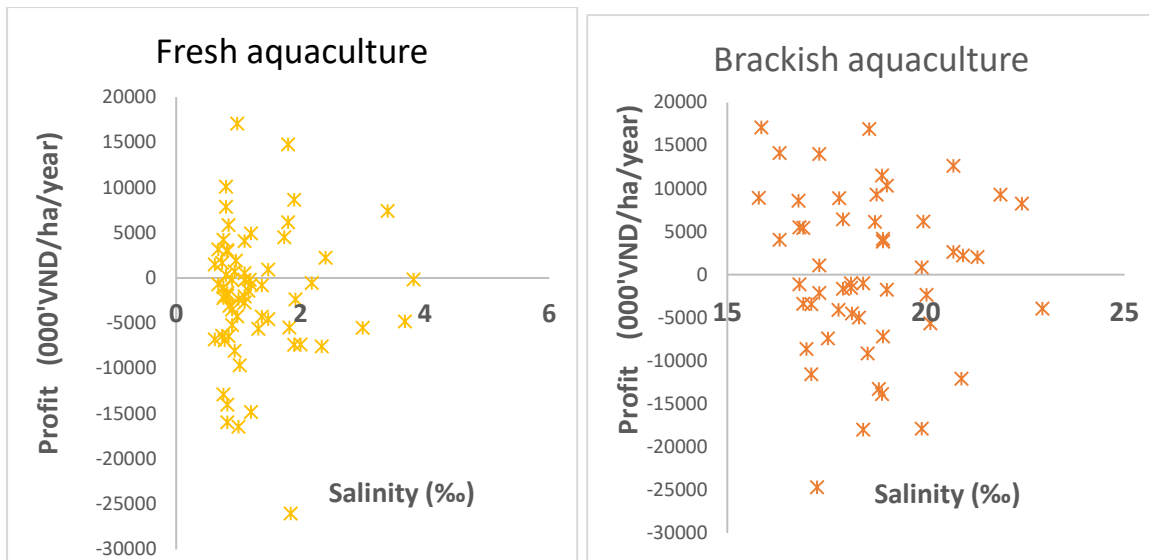 Fresh aquaculture
Profit (000'VND/ha/year)
20000
15000
10000
5000
0
-5000
-10000
-15000
-20000
-25000
-30000
0 2 4 6
Salinity (‰)
Brackish aquaculture
Profit (000'VND/ha/year)
20000
15000
10000
5000
0
-5000
-10000
-15000
-20000
-25000
-30000
15 20 25
Salinity (‰)